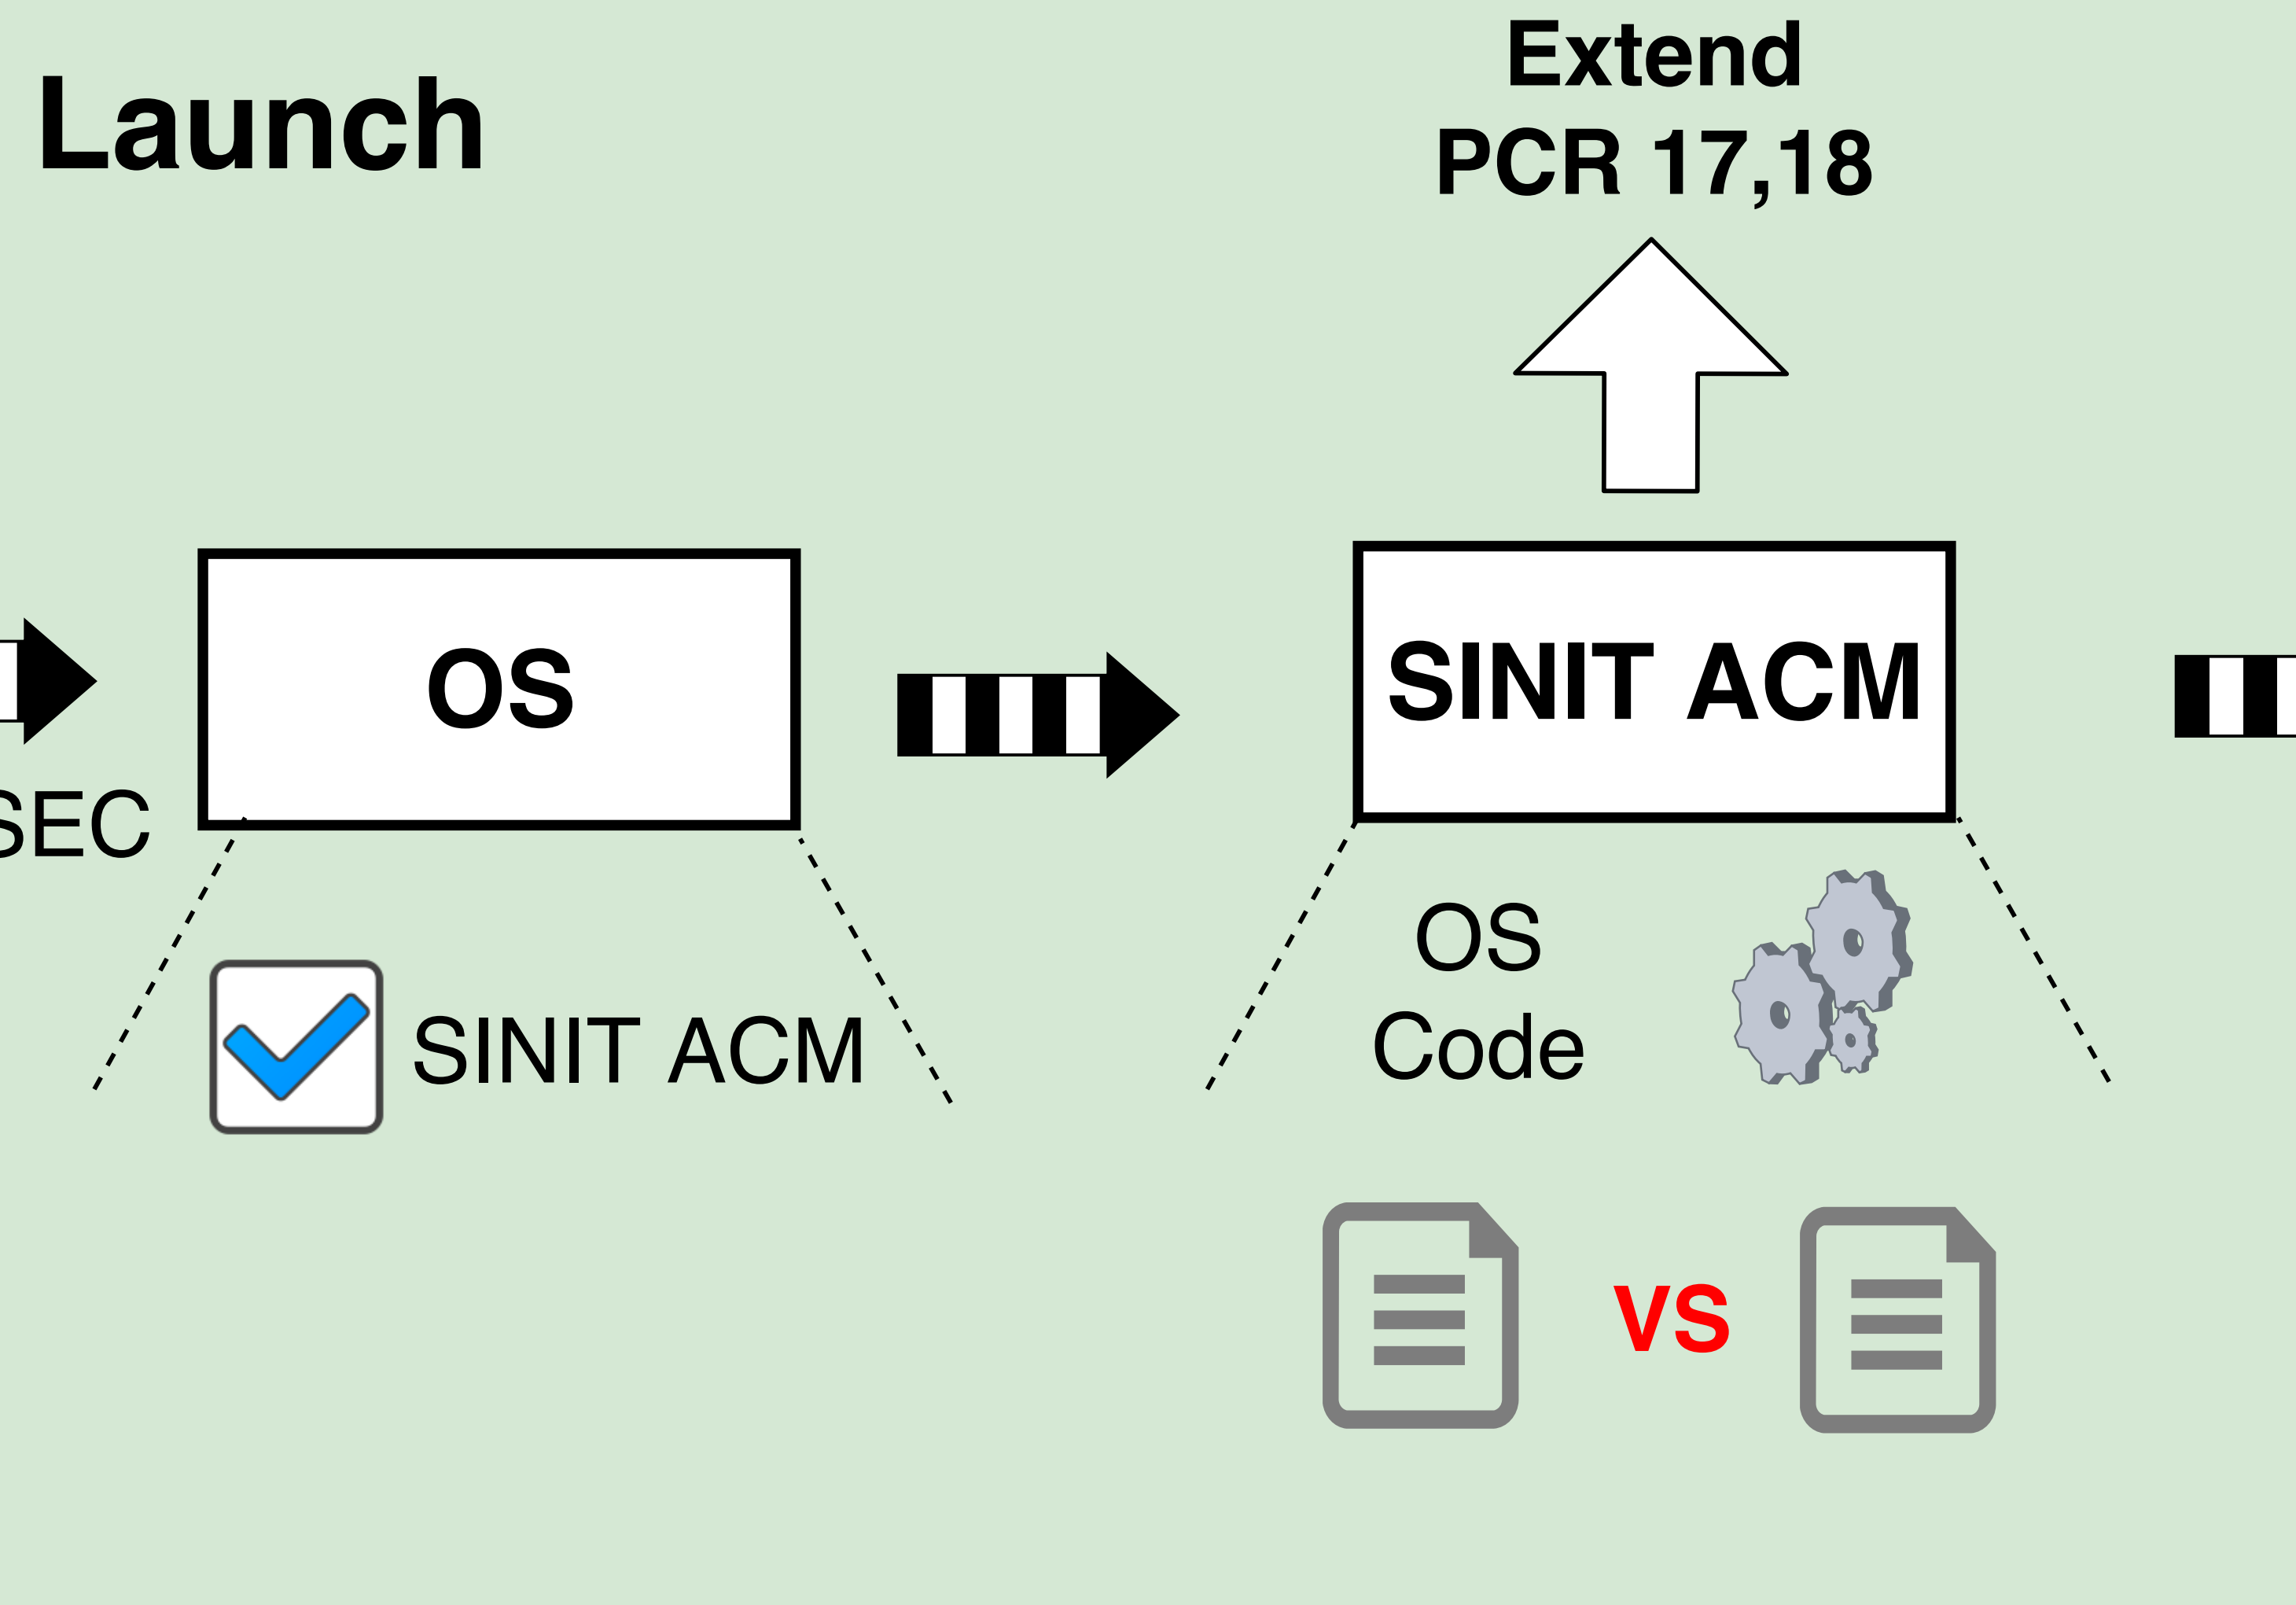 Launch
Extend
PCR 17,18
OS
SINIT ACM
SEC
SINIT ACM
OS
Code
VS